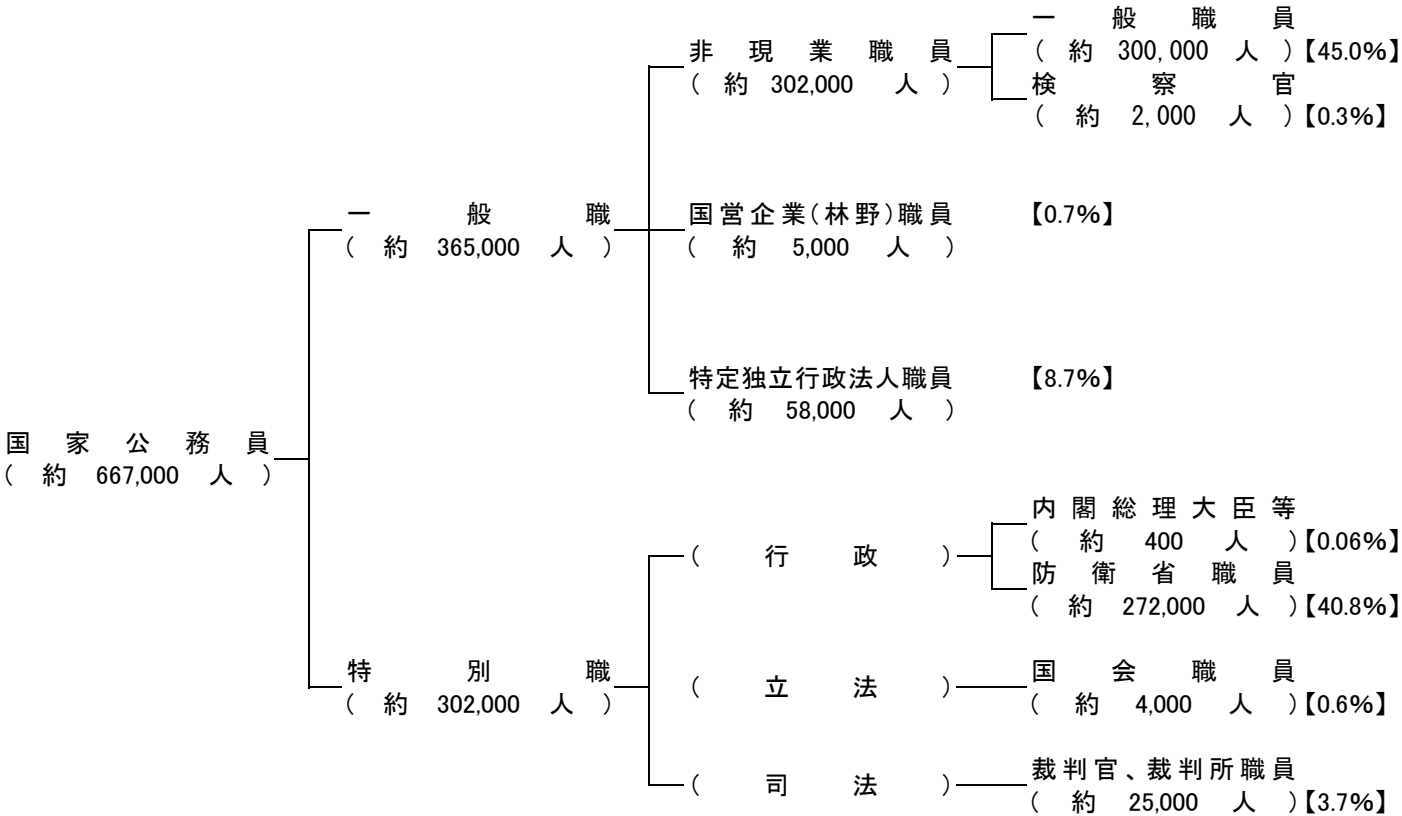 国家公務員
(約 667,000 人)
一般職
(約 365,000 人)
非現業職員
(約 302,000 人)
一般職員
(約 300,000 人)【45.0%】
検察官
(約 2,000 人)【0.3%】
国営企業(林野)職員 【0.7%】
(約 5,000 人)
特定独立行政法人職員 【8.7%】
(約 58,000 人)
特別職
(約 302,000 人)
(行政)
内閣総理大臣等
(約 400 人)【0.06%】
防衛省職員
(約 272,000 人)【40.8%】
(立法)
国会職員
(約 4,000 人)【0.6%】
(司法)
裁判官、裁判所職員
(約 25,000 人)【3.7%】